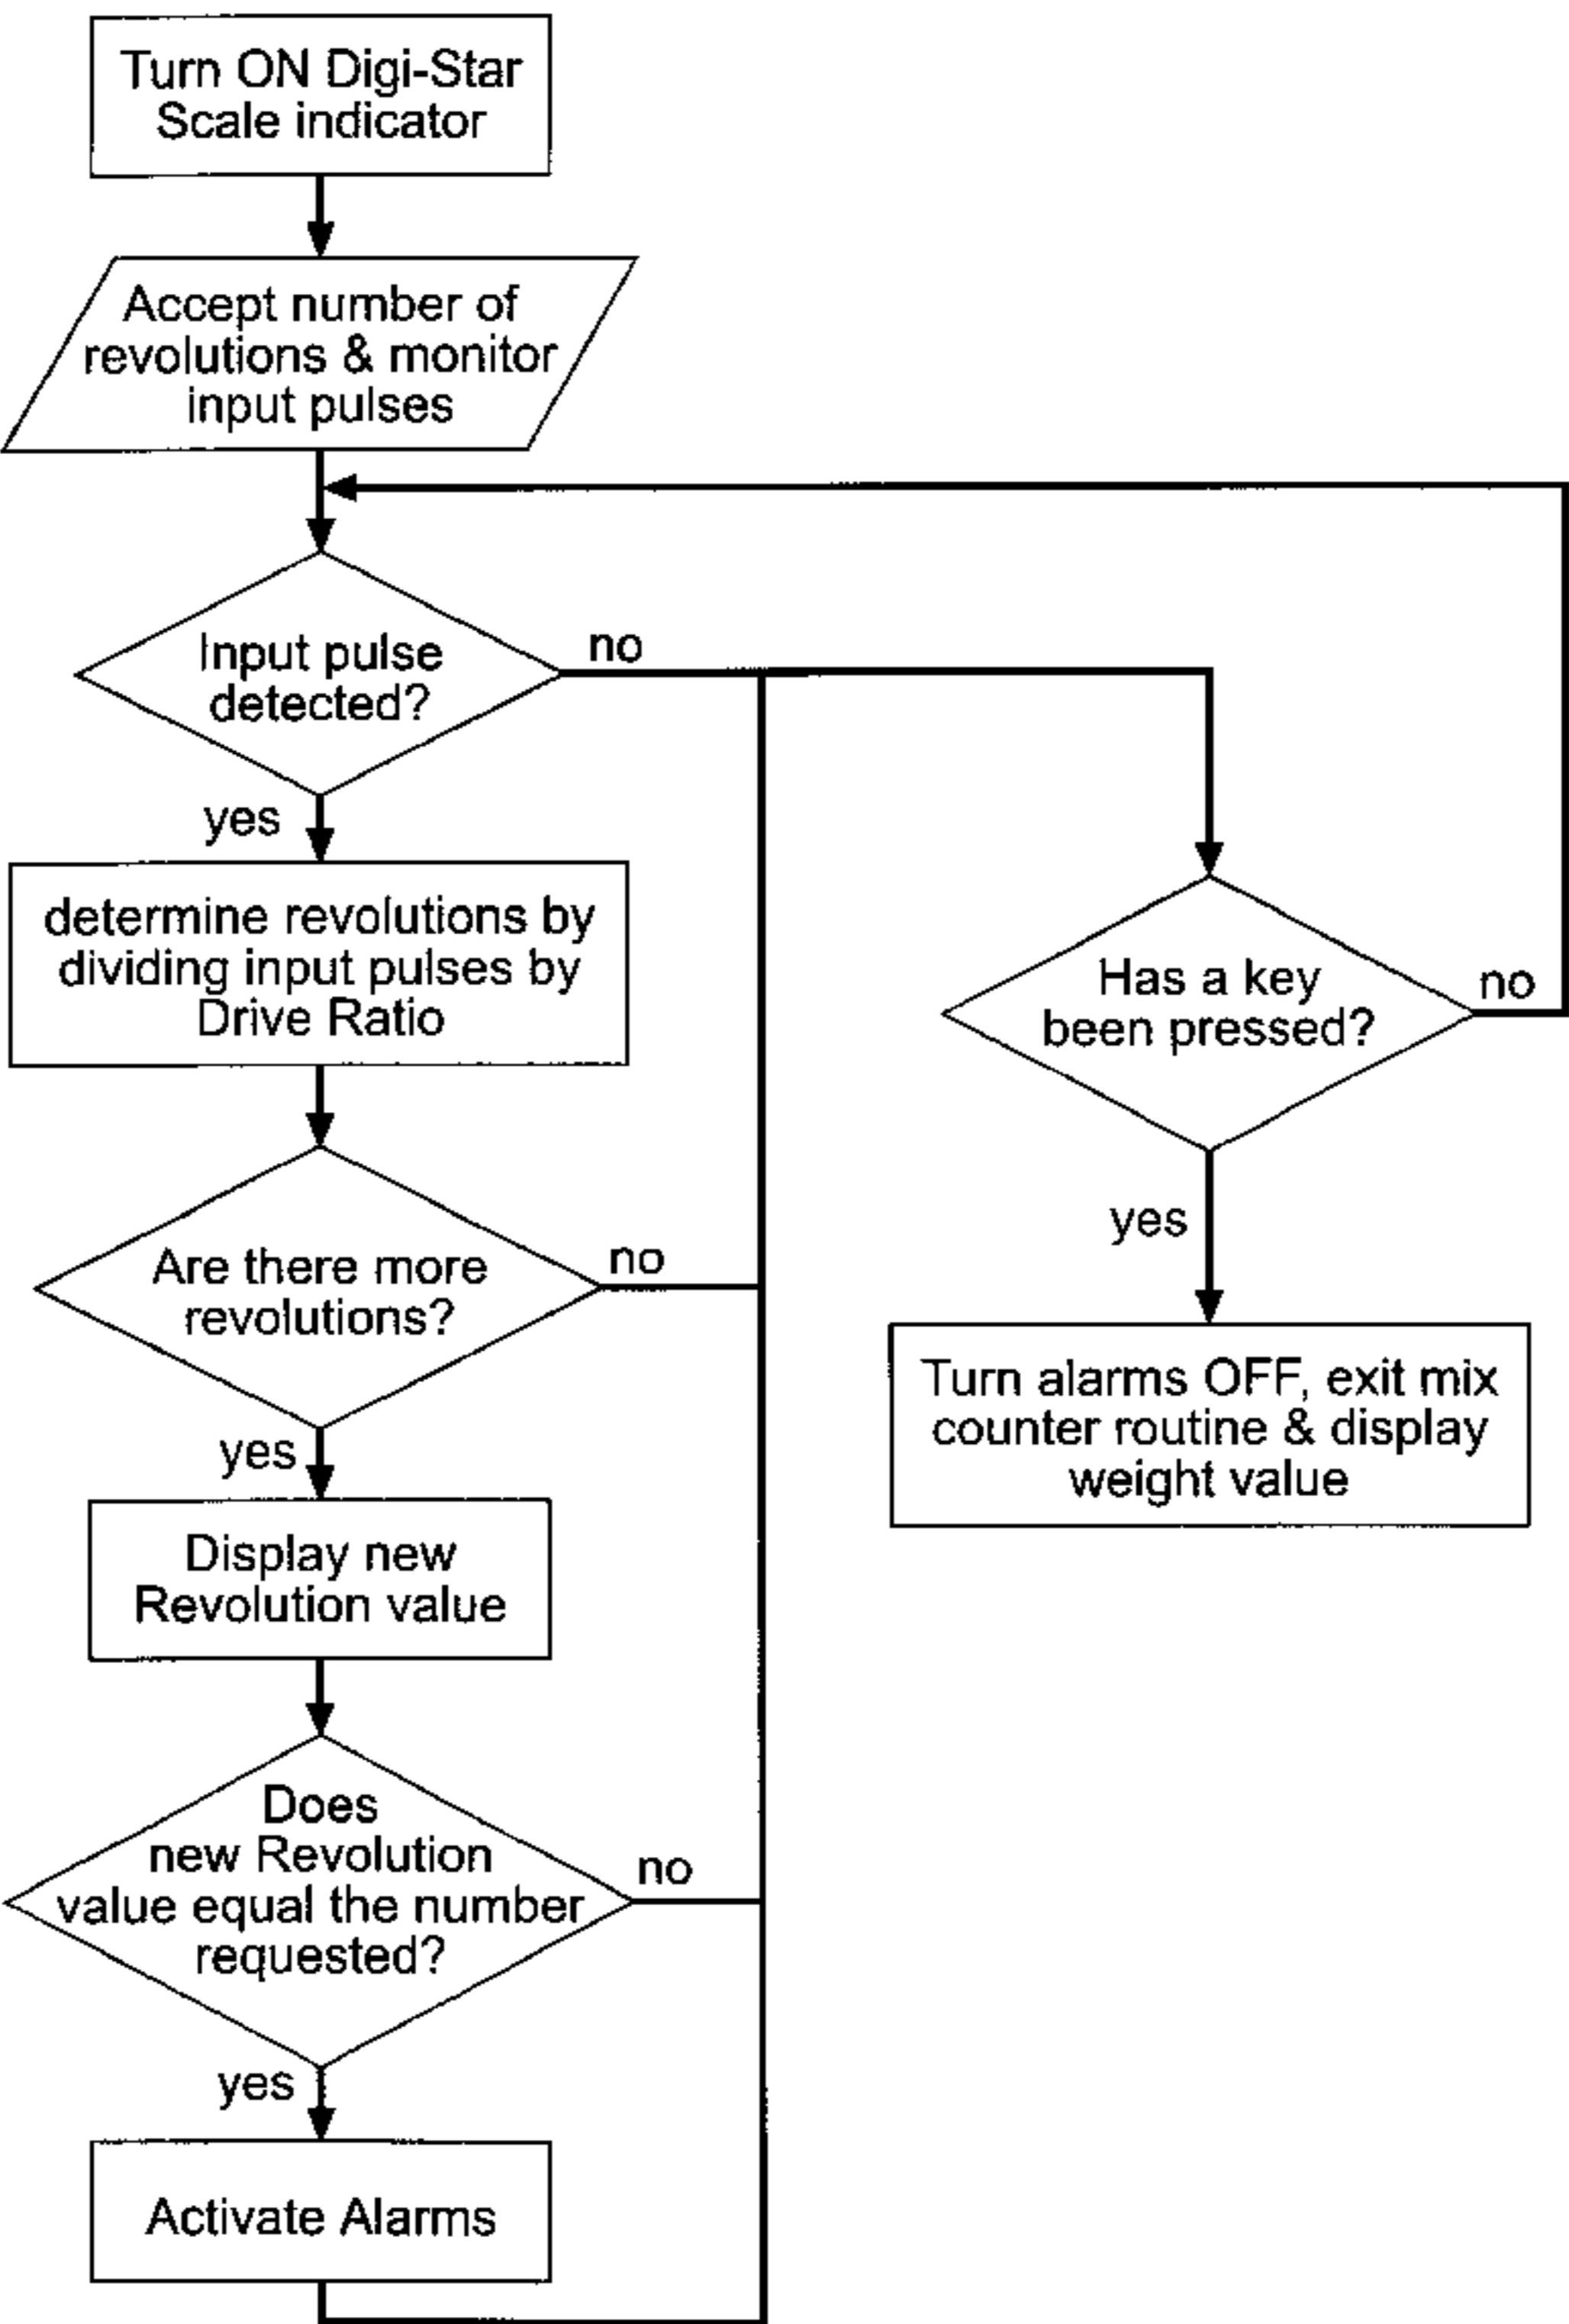 Turn ON Digi-Star
Scale indicator
Accept number of
revolutions & monitor
input pulses
Input pulse
detected?
no
yes
determine revolutions by
dividing input pulses by
Drive Ratio
Has a key
been pressed?
no
yes
Are there more
revolutions?
no
yes
Turn alarms OFF, exit mix
counter routine & display
weight value
Display new
Revolution value
Does
new Revolution
value equal the number
requested?
no
yes
Activate Alarms